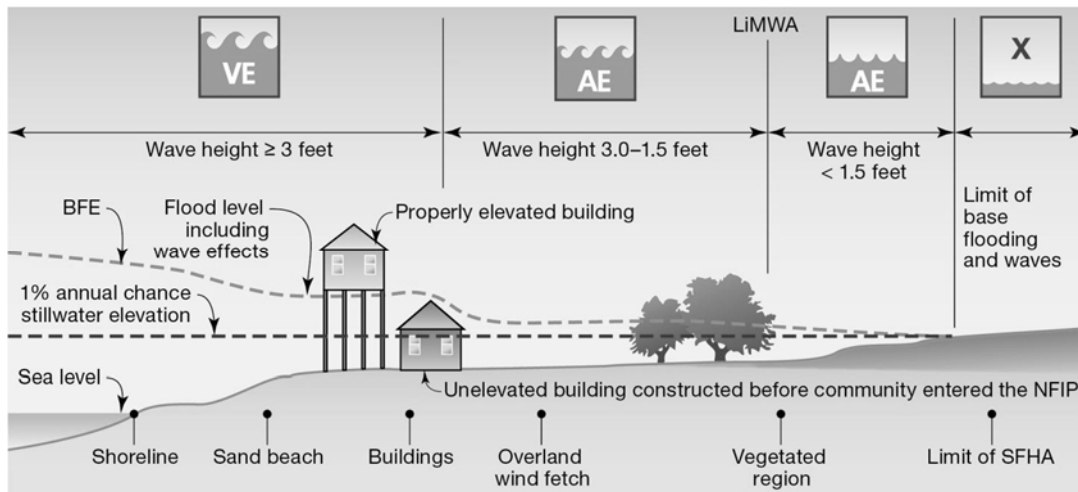 VE
AE
LiMWA
AE
X
Wave height ≥ 3 feet
Wave height 3.0–1.5 feet
Wave height
< 1.5 feet
Limit of
base
flooding
and waves
BFE
Flood level
including
wave effects
Properly elevated building
1% annual chance
stillwater elevation
Sea level
Unelevated building constructed before community entered the NFIP
Shoreline
Sand beach
Buildings
Overland
wind fetch
Vegetated
region
Limit of SFHA